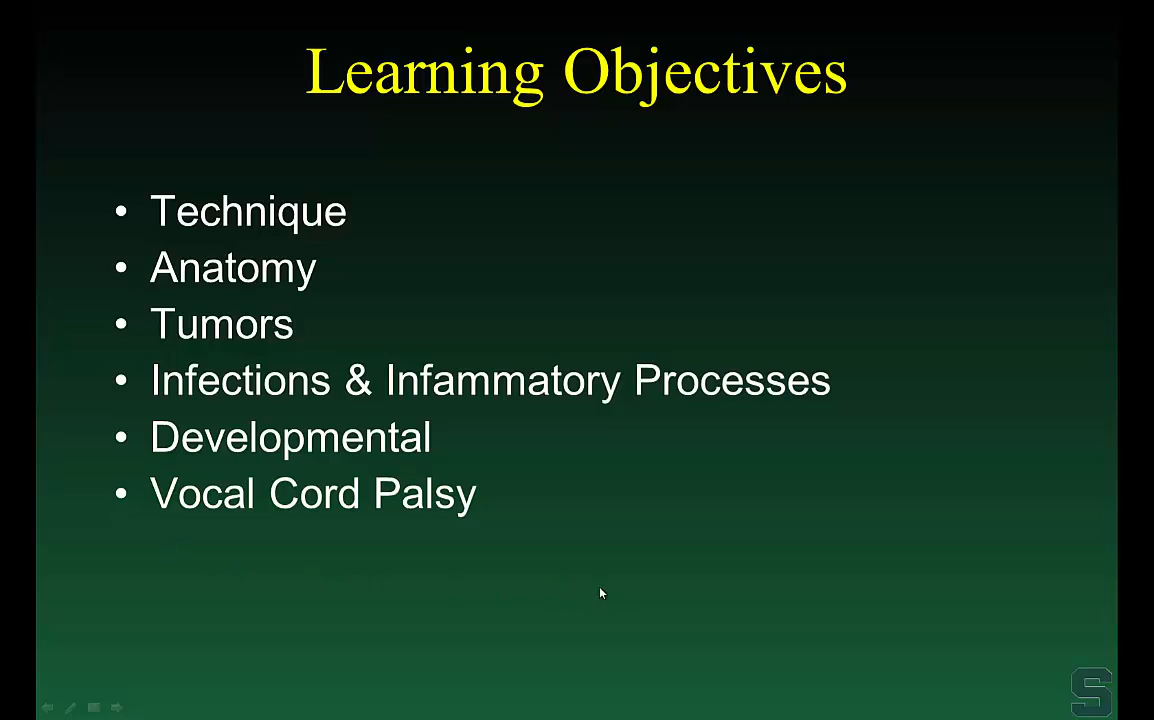 Learning Objectives
• Technique
• Anatomy
• Tumors
• Infections & Infammatory Processes
• Developmental
• Vocal Cord Palsy
S